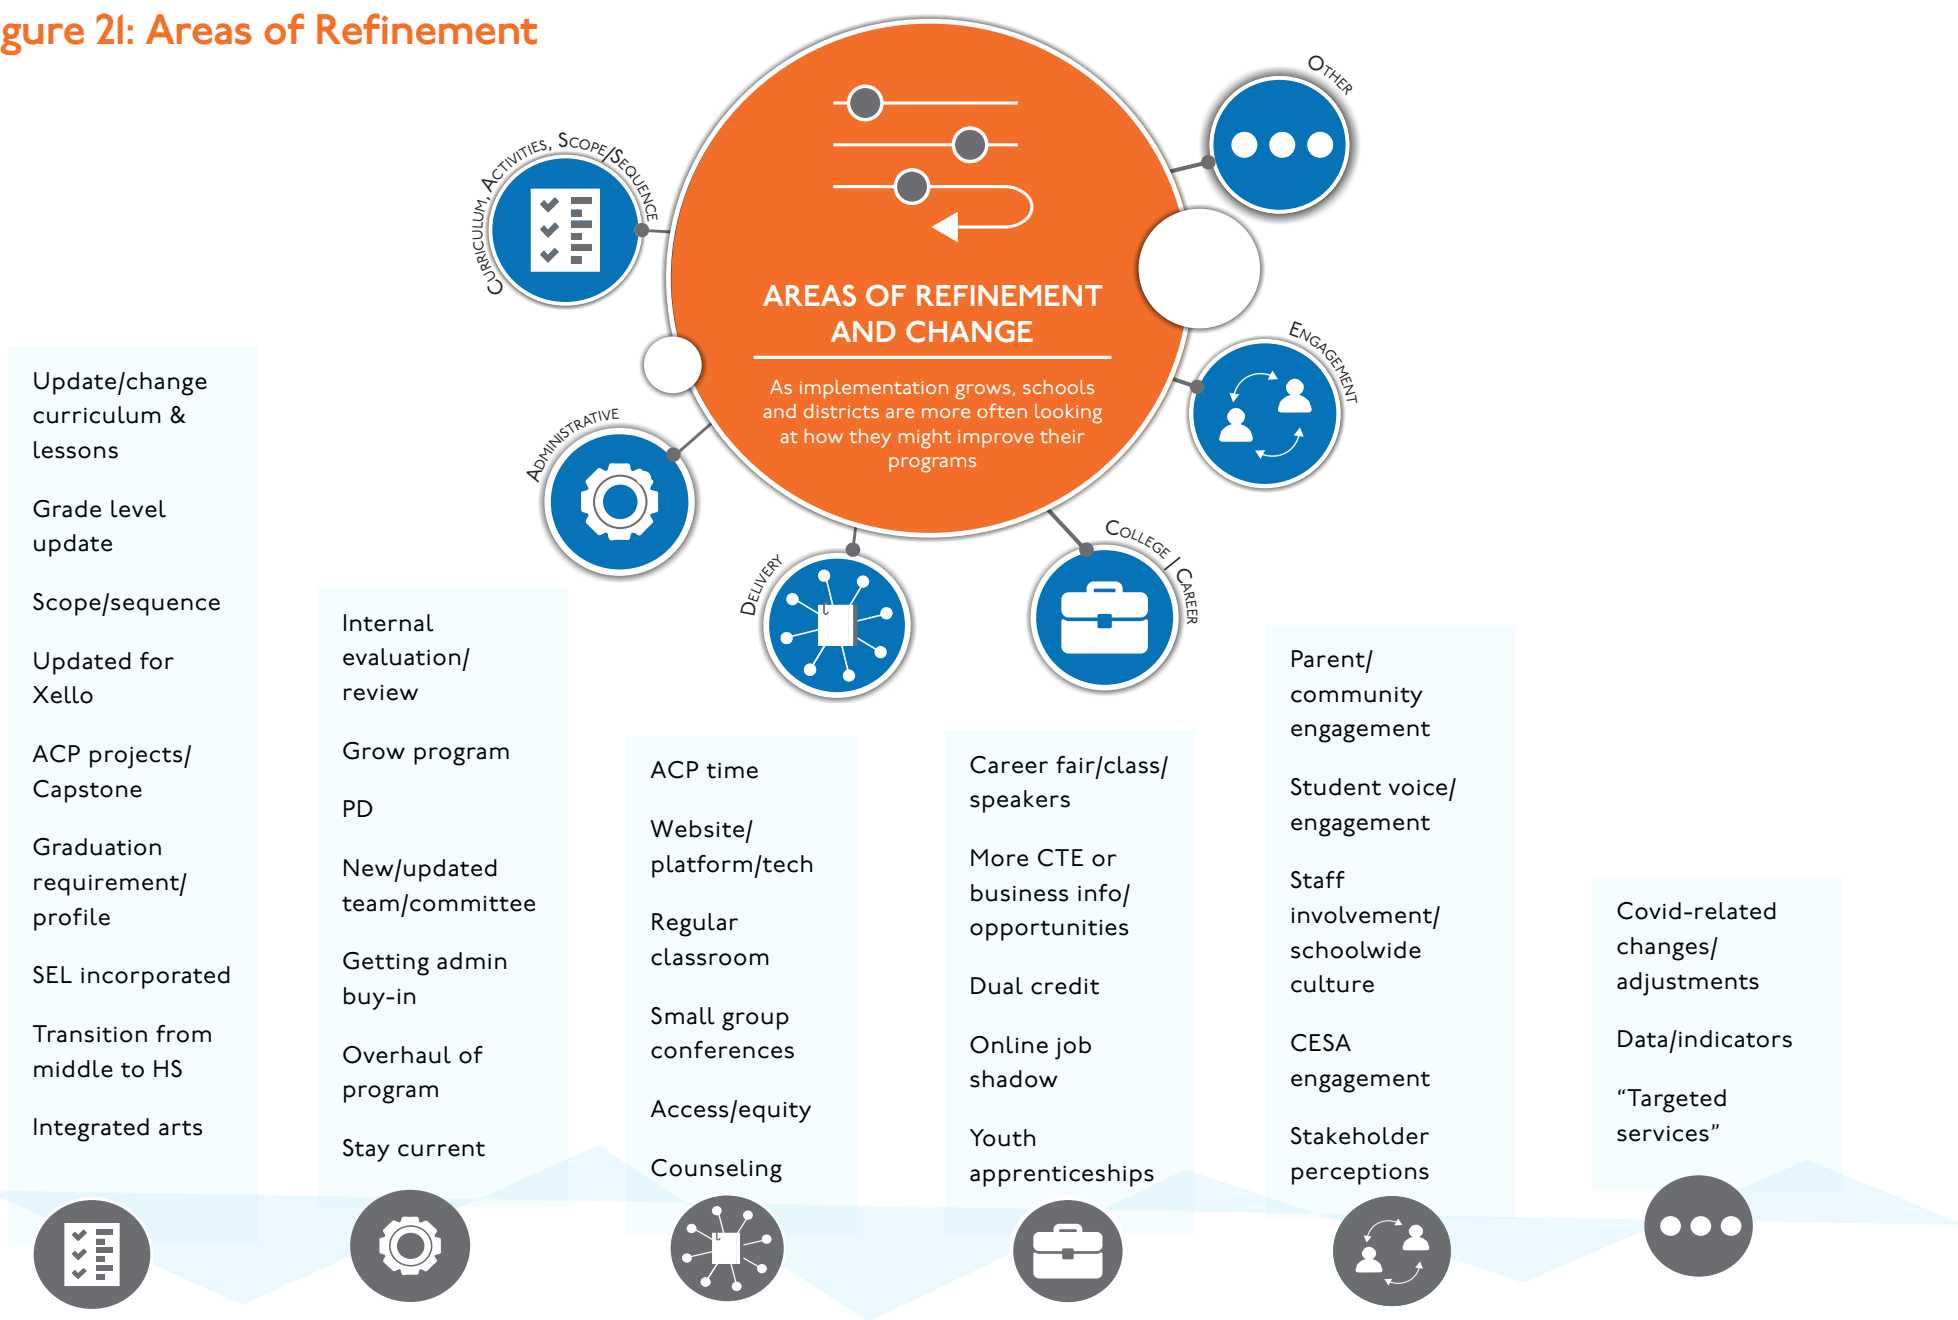 gure 21: Areas of Refinement
Curriculum, Activities, Scope/Sequence
Other
AREAS OF REFINEMENT
AND CHANGE
As implementation grows, schools
and districts are more often looking
at how they might improve their
programs
Engagement
Administrative
Delivery
College / Career
Update/change
curriculum &
lessons
Grade level
update
Scope/sequence
Updated for
Xello
ACP projects/
Capstone
Graduation
requirement/
profile
SEL incorporated
Transition from
middle to HS
Integrated arts
Internal
evaluation/
review
Grow program
PD
New/updated
team/committee
Getting admin
buy-in
Overhaul of
program
Stay current
ACP time
Website/
platform/tech
Regular
classroom
Small group
conferences
Access/equity
Counseling
Career fair/class/
speakers
More CTE or
business info/
opportunities
Dual credit
Online job
shadow
Youth
apprenticeships
Parent/
community
engagement
Student voice/
engagement
Staff
involvement/
schoolwide
culture
CESA
engagement
Stakeholder
perceptions
Covid-related
changes/
adjustments
Data/indicators
“Targeted
services”